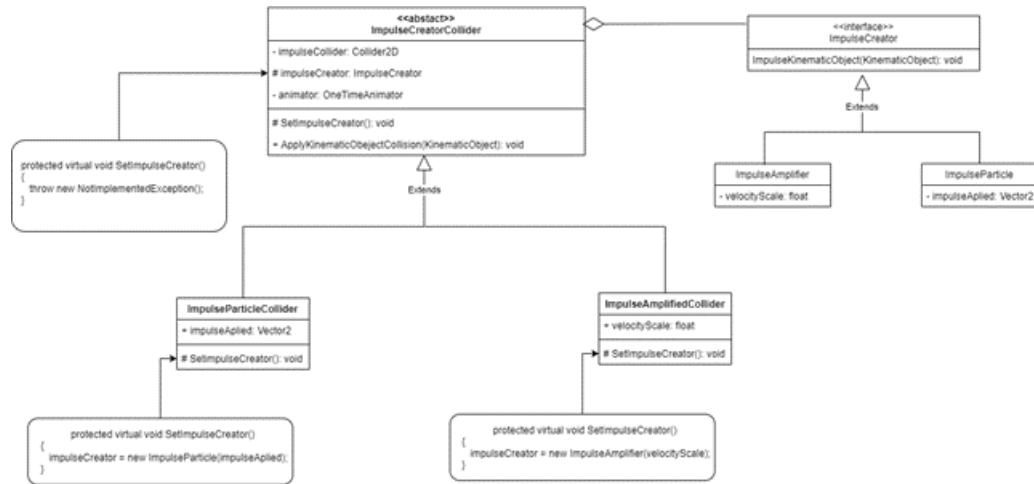 <<abstact>>
ImpulseCreatorCollider
- impulseCollider: Collider2D
# impulseCreator: ImpulseCreator
- animator: OneTimeAnimator
# SetImpulseCreator(): void
+ ApplyKinematicObejectCollision(KinematicObject): void
<<interface>>
ImpulseCreator
ImpulseKinematicObject(KinematicObject): void
Extends
ImpulseAmplifier
- velocityScale: float
ImpulseParticle
- impulseAplied: Vector2
protected virtual void SetImpulseCreator()
{
throw new NotImplementedException();
}
Extends
ImpulseParticleCollider
+ impulseAplied: Vector2
# SetImpulseCreator(): void
ImpulseAmplifiedCollider
+ velocityScale: float
# SetImpulseCreator(): void
protected virtual void SetImpulseCreator()
{
impulseCreator = new ImpulseParticle(impulseAplied);
}
protected virtual void SetImpulseCreator()
{
impulseCreator = new ImpulseAmplifier(velocityScale);
}